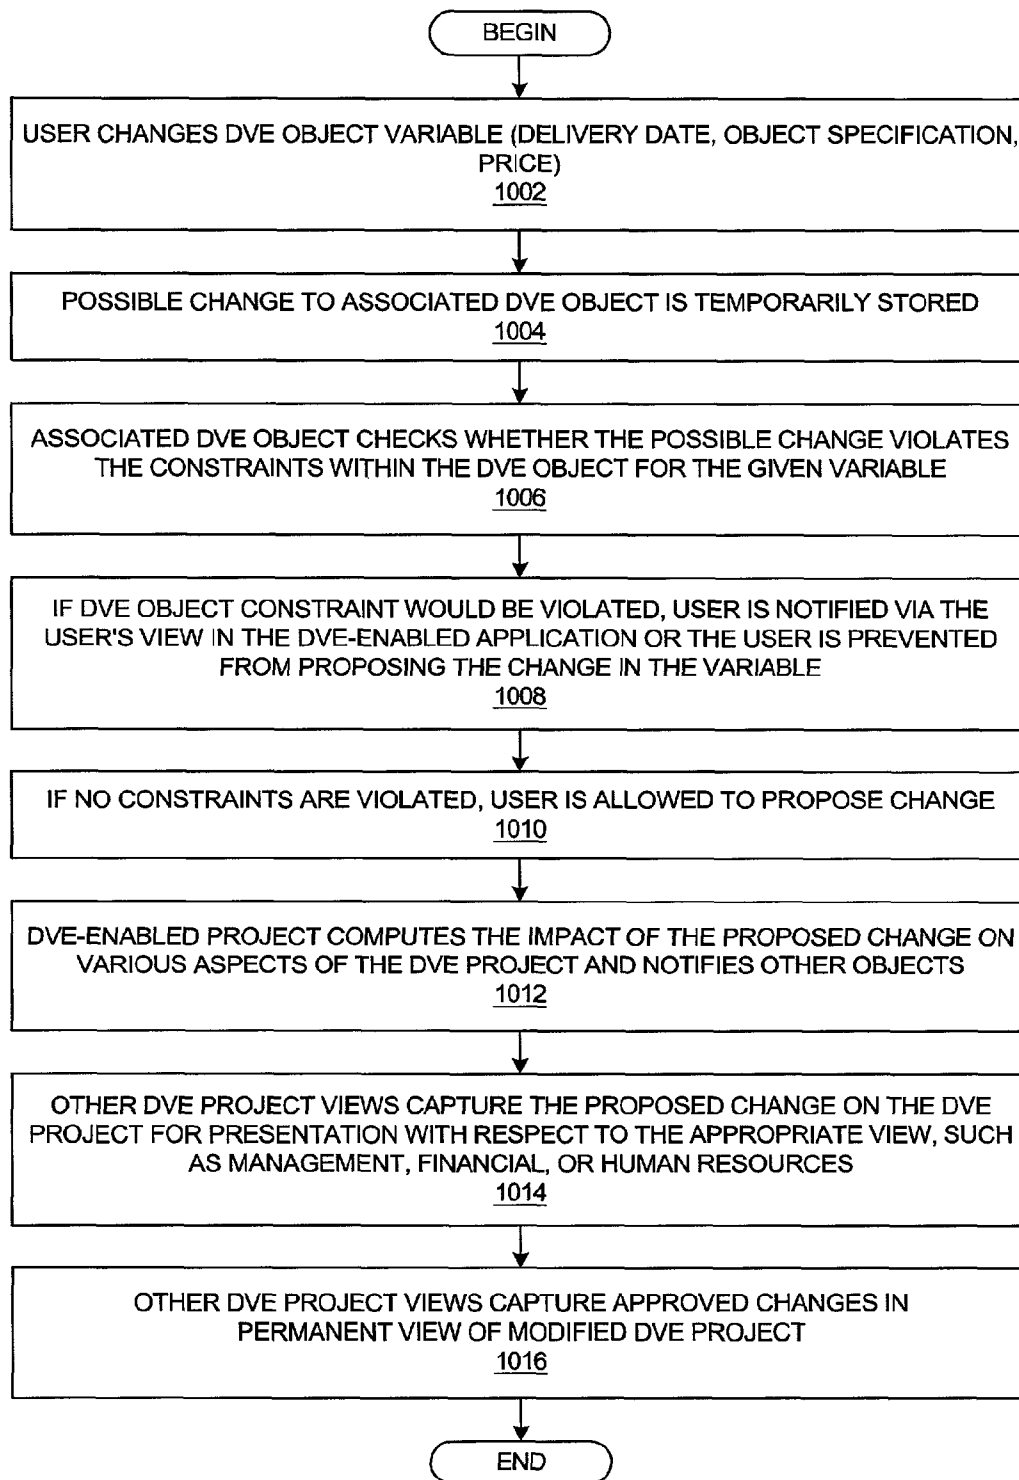 BEGIN
USER CHANGES DVE OBJECT VARIABLE (DELIVERY DATE, OBJECT SPECIFICATION,
PRICE)
1002
POSSIBLE CHANGE TO ASSOCIATED DVE OBJECT IS TEMPORARILY STORED
1004
ASSOCIATED DVE OBJECT CHECKS WHETHER THE POSSIBLE CHANGE VIOLATES
THE CONSTRAINTS WITHIN THE DVE OBJECT FOR THE GIVEN VARIABLE
1006
IF DVE OBJECT CONSTRAINT WOULD BE VIOLATED, USER IS NOTIFIED VIA THE
USER'S VIEW IN THE DVE-ENABLED APPLICATION OR THE USER IS PREVENTED
FROM PROPOSING THE CHANGE IN THE VARIABLE
1008
IF NO CONSTRAINTS ARE VIOLATED, USER IS ALLOWED TO PROPOSE CHANGE
1010
DVE-ENABLED PROJECT COMPUTES THE IMPACT OF THE PROPOSED CHANGE ON
VARIOUS ASPECTS OF THE DVE PROJECT AND NOTIFIES OTHER OBJECTS
1012
OTHER DVE PROJECT VIEWS CAPTURE THE PROPOSED CHANGE ON THE DVE
PROJECT FOR PRESENTATION WITH RESPECT TO THE APPROPRIATE VIEW, SUCH
AS MANAGEMENT, FINANCIAL, OR HUMAN RESOURCES
1014
OTHER DVE PROJECT VIEWS CAPTURE APPROVED CHANGES IN
PERMANENT VIEW OF MODIFIED DVE PROJECT
1016
END